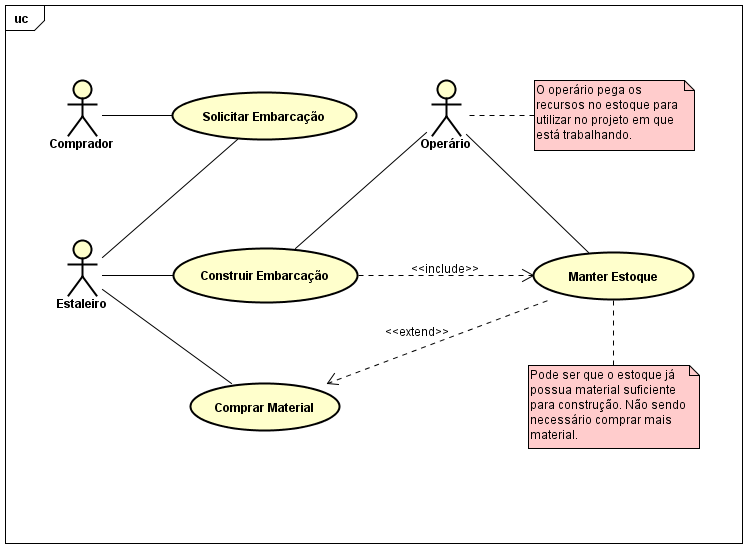 uc
Comprador
Solicitar Embarcação
Operário
O operário pega os
recursos no estoque para
utilizar no projeto em que
está trabalhando.
Estaleiro
Construir Embarcação
<<include>>
Manter Estoque
<<extend>>
Comprar Material
Pode ser que o estoque já
possua material suficiente
para construção. Não sendo
necessário comprar mais
material.